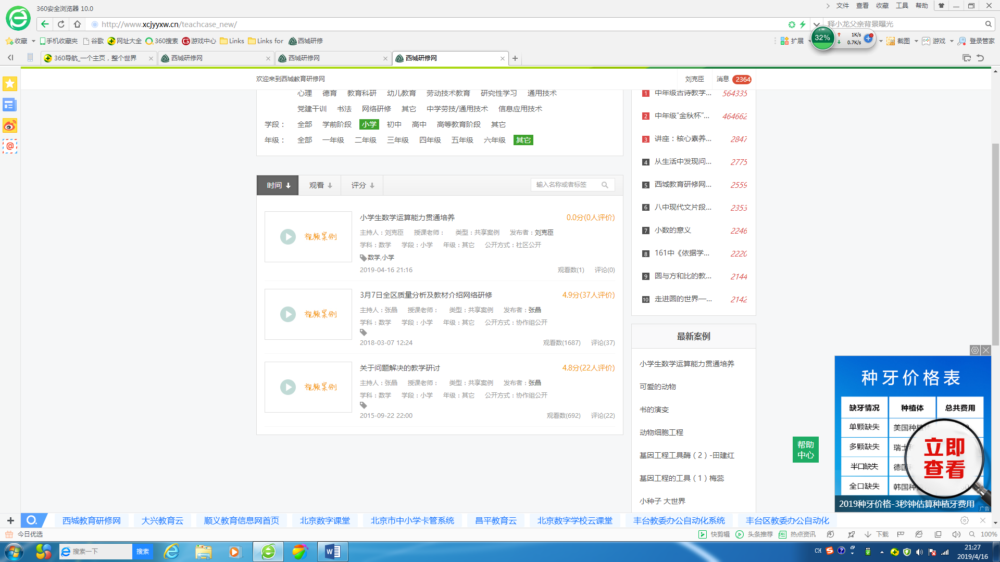 360安全浏览器 10.0
文件 查看 收藏 工具 帮助
http://www.xcjyyxw.cn/teachcase_new/
释小龙父亲背景曝光
收藏 手机收藏夹 谷歌 网址大全 360搜索 游戏中心 Links Links for 西城研修
32% 1K/s 0.7K/s
扩展 截图 游戏 登录管家
360导航_一个主页，整个世界 西城研修网 西城研修网 西城研修网
欢迎来到西城教育研修网 刘克臣 消息 2364
心理 德育 教育科研 幼儿教育 劳动技术教育 研究性学习 通用技术
党建干训 书法 网络研修 其它 中学劳技/通用技术 信息应用技术
学段： 全部 学前阶段 小学 初中 高中 高等教育阶段 其它
年级： 全部 一年级 二年级 三年级 四年级 五年级 六年级 其它
时间 观看 评分 输入名称或者标签
小学生数学运算能力贯通培养 0.0分(0人评价)
主持人：刘克臣 授课老师： 类型：共享案例 发布者：刘克臣
学科：数学 学段：小学 年级：其它 公开方式：社区公开
数学,小学
2019-04-16 21:16 观看数(1) 评论(0)
视频案例
3月7日全区质量分析及教材介绍网络研修 4.9分(37人评价)
主持人：张晶 授课老师： 类型：共享案例 发布者：张晶
学科：数学 学段：小学 年级：其它 公开方式：协作组公开
2018-03-07 12:24 观看数(1687) 评论(37)
视频案例
关于问题解决的教学研讨 4.8分(22人评价)
主持人：张晶 授课老师： 类型：共享案例 发布者：张晶
学科：数学 学段：小学 年级：其它 公开方式：协作组公开
2015-09-22 22:00 观看数(692) 评论(22)
视频案例
1 中年级古诗教学... 564335
2 中年级“金秋杯”... 464662
3 讲座：核心素养... 2847
4 从生活中发现问... 2775
5 西城教育研修网... 2559
6 八中现代文片段... 2353
7 小数的意义 2246
8 161中《依据学... 2220
9 圆与方和比的教... 2144
10 走进圆的世界—... 2142
最新案例
小学生数学运算能力贯通培养
可爱的动物
书的演变
动物细胞工程
基因工程工具酶（2）-田建红
基因工程的工具（1）梅蕊
小种子 大世界
帮助
中心
种牙价格表
缺牙情况 种植体 总共费用
单颗缺失 美国种植
多颗缺失 瑞士
半口缺失 德国
全口缺失 韩国种
立即
查看
2019种牙价格-3秒钟估算种植牙费用
广告
西城教育研修网 大兴教育云 顺义教育信息网首页 北京数字课堂 北京市中小学卡管系统 昌平教育云 北京数字学校云课堂 丰台教委办公自动化系统 丰台区教委办公自动化
今日优选 快剪辑 头条推荐 热点资讯 下载 100%
搜索一下 搜索
CH
21:27
2019/4/16